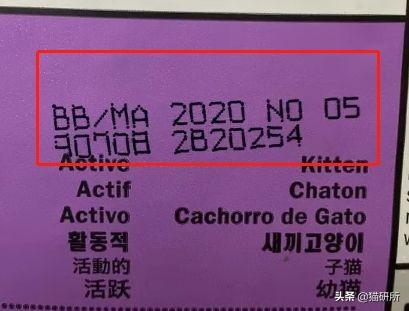 BB/MA 2020 NO 05
90708 2B20254
Active Kitten
Actif Chaton
Activo Cachorro de Gato
활동적 새끼고양이
活動的 子猫
活跃 幼猫
头条 @猫研所